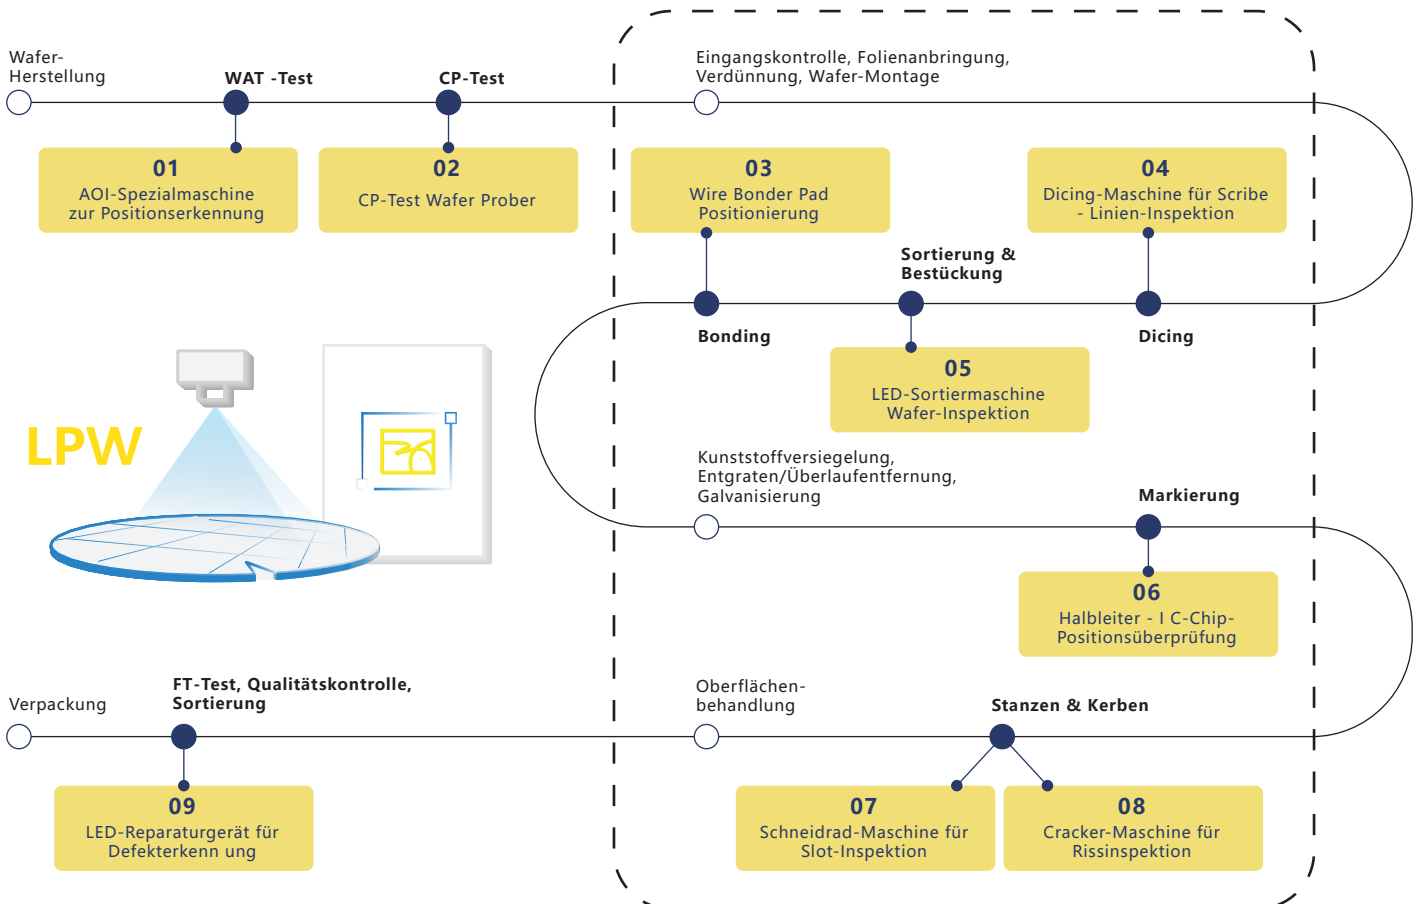 Wafer-
Herstellung
WAT -Test
CP-Test
Eingangskontrolle, Folienanbringung,
Verdünnung, Wafer-Montage
01
AOI-Spezialmaschine
zur Positionserkennung
02
CP-Test Wafer Prober
03
Wire Bonder Pad
Positionierung
04
Dicing-Maschine für Scribe
- Linien-Inspektion
Sortierung &
Bestückung
Bonding
Dicing
05
LED-Sortiermaschine
Wafer-Inspektion
LPW
Kunststoffversiegelung,
Entgraten/Überlaufentfernung,
Galvanisierung
Markierung
06
Halbleiter - I C-Chip-
Positionsüberprüfung
Verpackung
FT-Test, Qualitätskontrolle,
Sortierung
Oberflächen-
behandlung
Stanzen & Kerben
09
LED-Reparaturgerät für
Defekterkenn ung
07
Schneidrad-Maschine für
Slot-Inspektion
08
Cracker-Maschine für
Rissinspektion